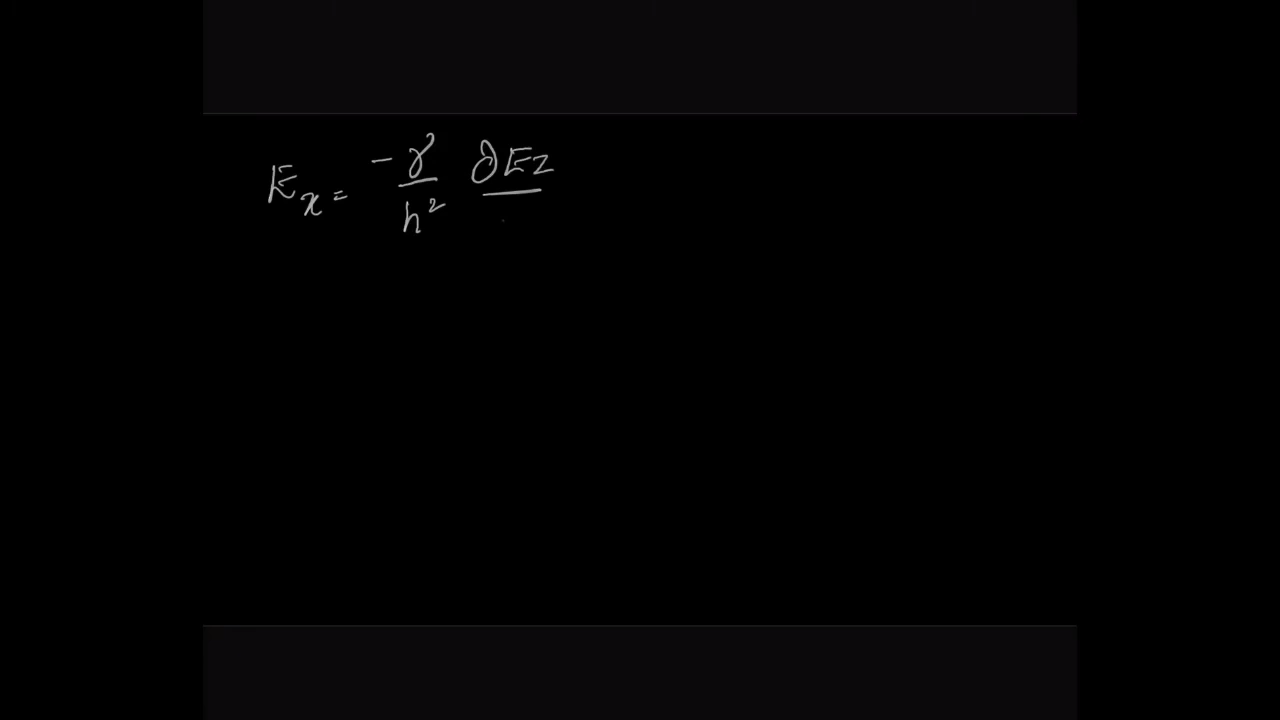 Eₓ = -γ/h² ∂Ez/